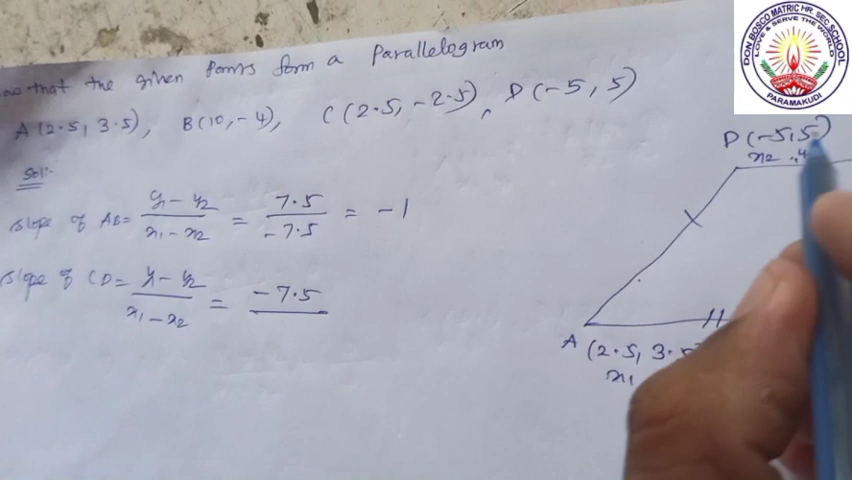 that the given Points form a Parallelogram
A (2.5, 3.5), B(10, -4), C (2.5, -2.5), D (-5, 5)
Sol:-
Slope of AB = y1 - y2 / x1 - x2 = 7.5 / -7.5 = -1
Slope of CD = y1 - y2 / x1 - x2 = -7.5
D (-5, 5)
x2
A (2.5, 3.5
x1
DON BOSCO MATRIC HR. SEC. SCHOOL
LOVE & SERVE THE WORLD
PARAMAKUDI